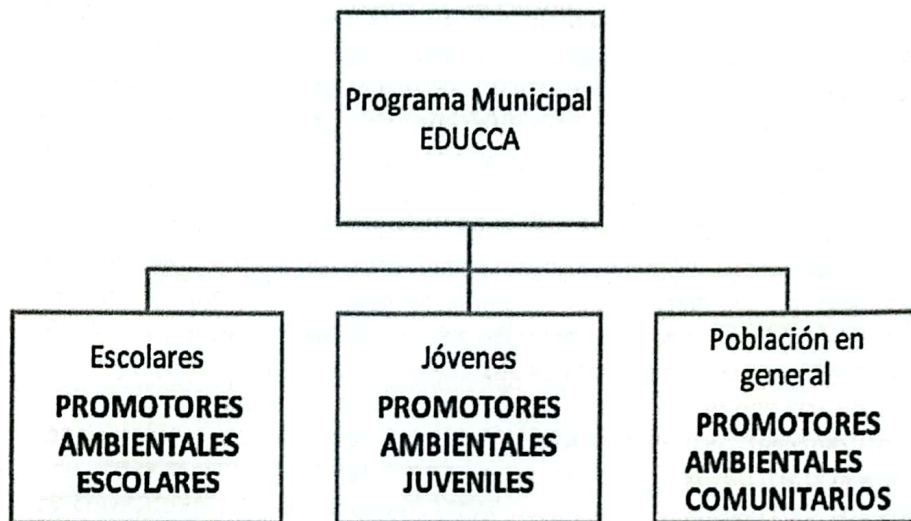 Programa Municipal
EDUCCA
Escolares
PROMOTORES
AMBIENTALES
ESCOLARES
Jóvenes
PROMOTORES
AMBIENTALES
JUVENILES
Población en
general
PROMOTORES
AMBIENTALES
COMUNITARIOS